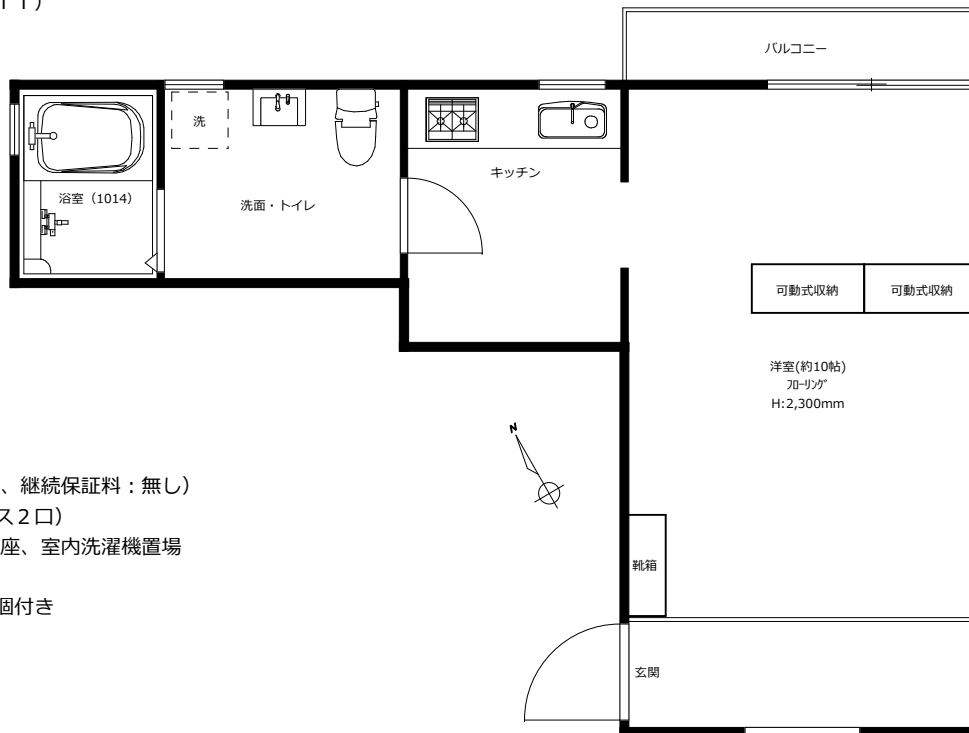 バルコニー
洗
キッチン
浴室（1014）
洗面・トイレ
可動式収納
可動式収納
洋室(約10帖)
ﾌﾛｰﾘﾝｸﾞ
H:2,300mm
N
、継続保証料：無し）
ス２口）
座、室内洗濯機置場
個付き
靴箱
玄関